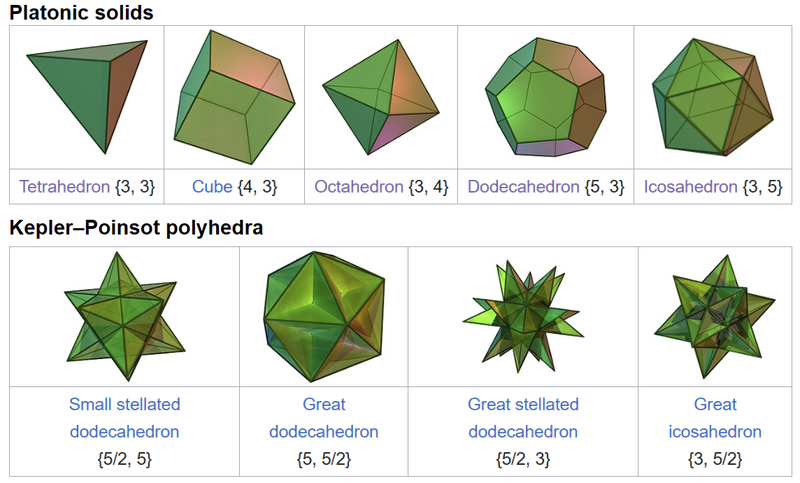 Platonic solids
Tetrahedron {3, 3}
Cube {4, 3}
Octahedron {3, 4}
Dodecahedron {5, 3}
Icosahedron {3, 5}
Kepler–Poinsot polyhedra
Small stellated
dodecahedron
{5/2, 5}
Great
dodecahedron
{5, 5/2}
Great stellated
dodecahedron
{5/2, 3}
Great
icosahedron
{3, 5/2}